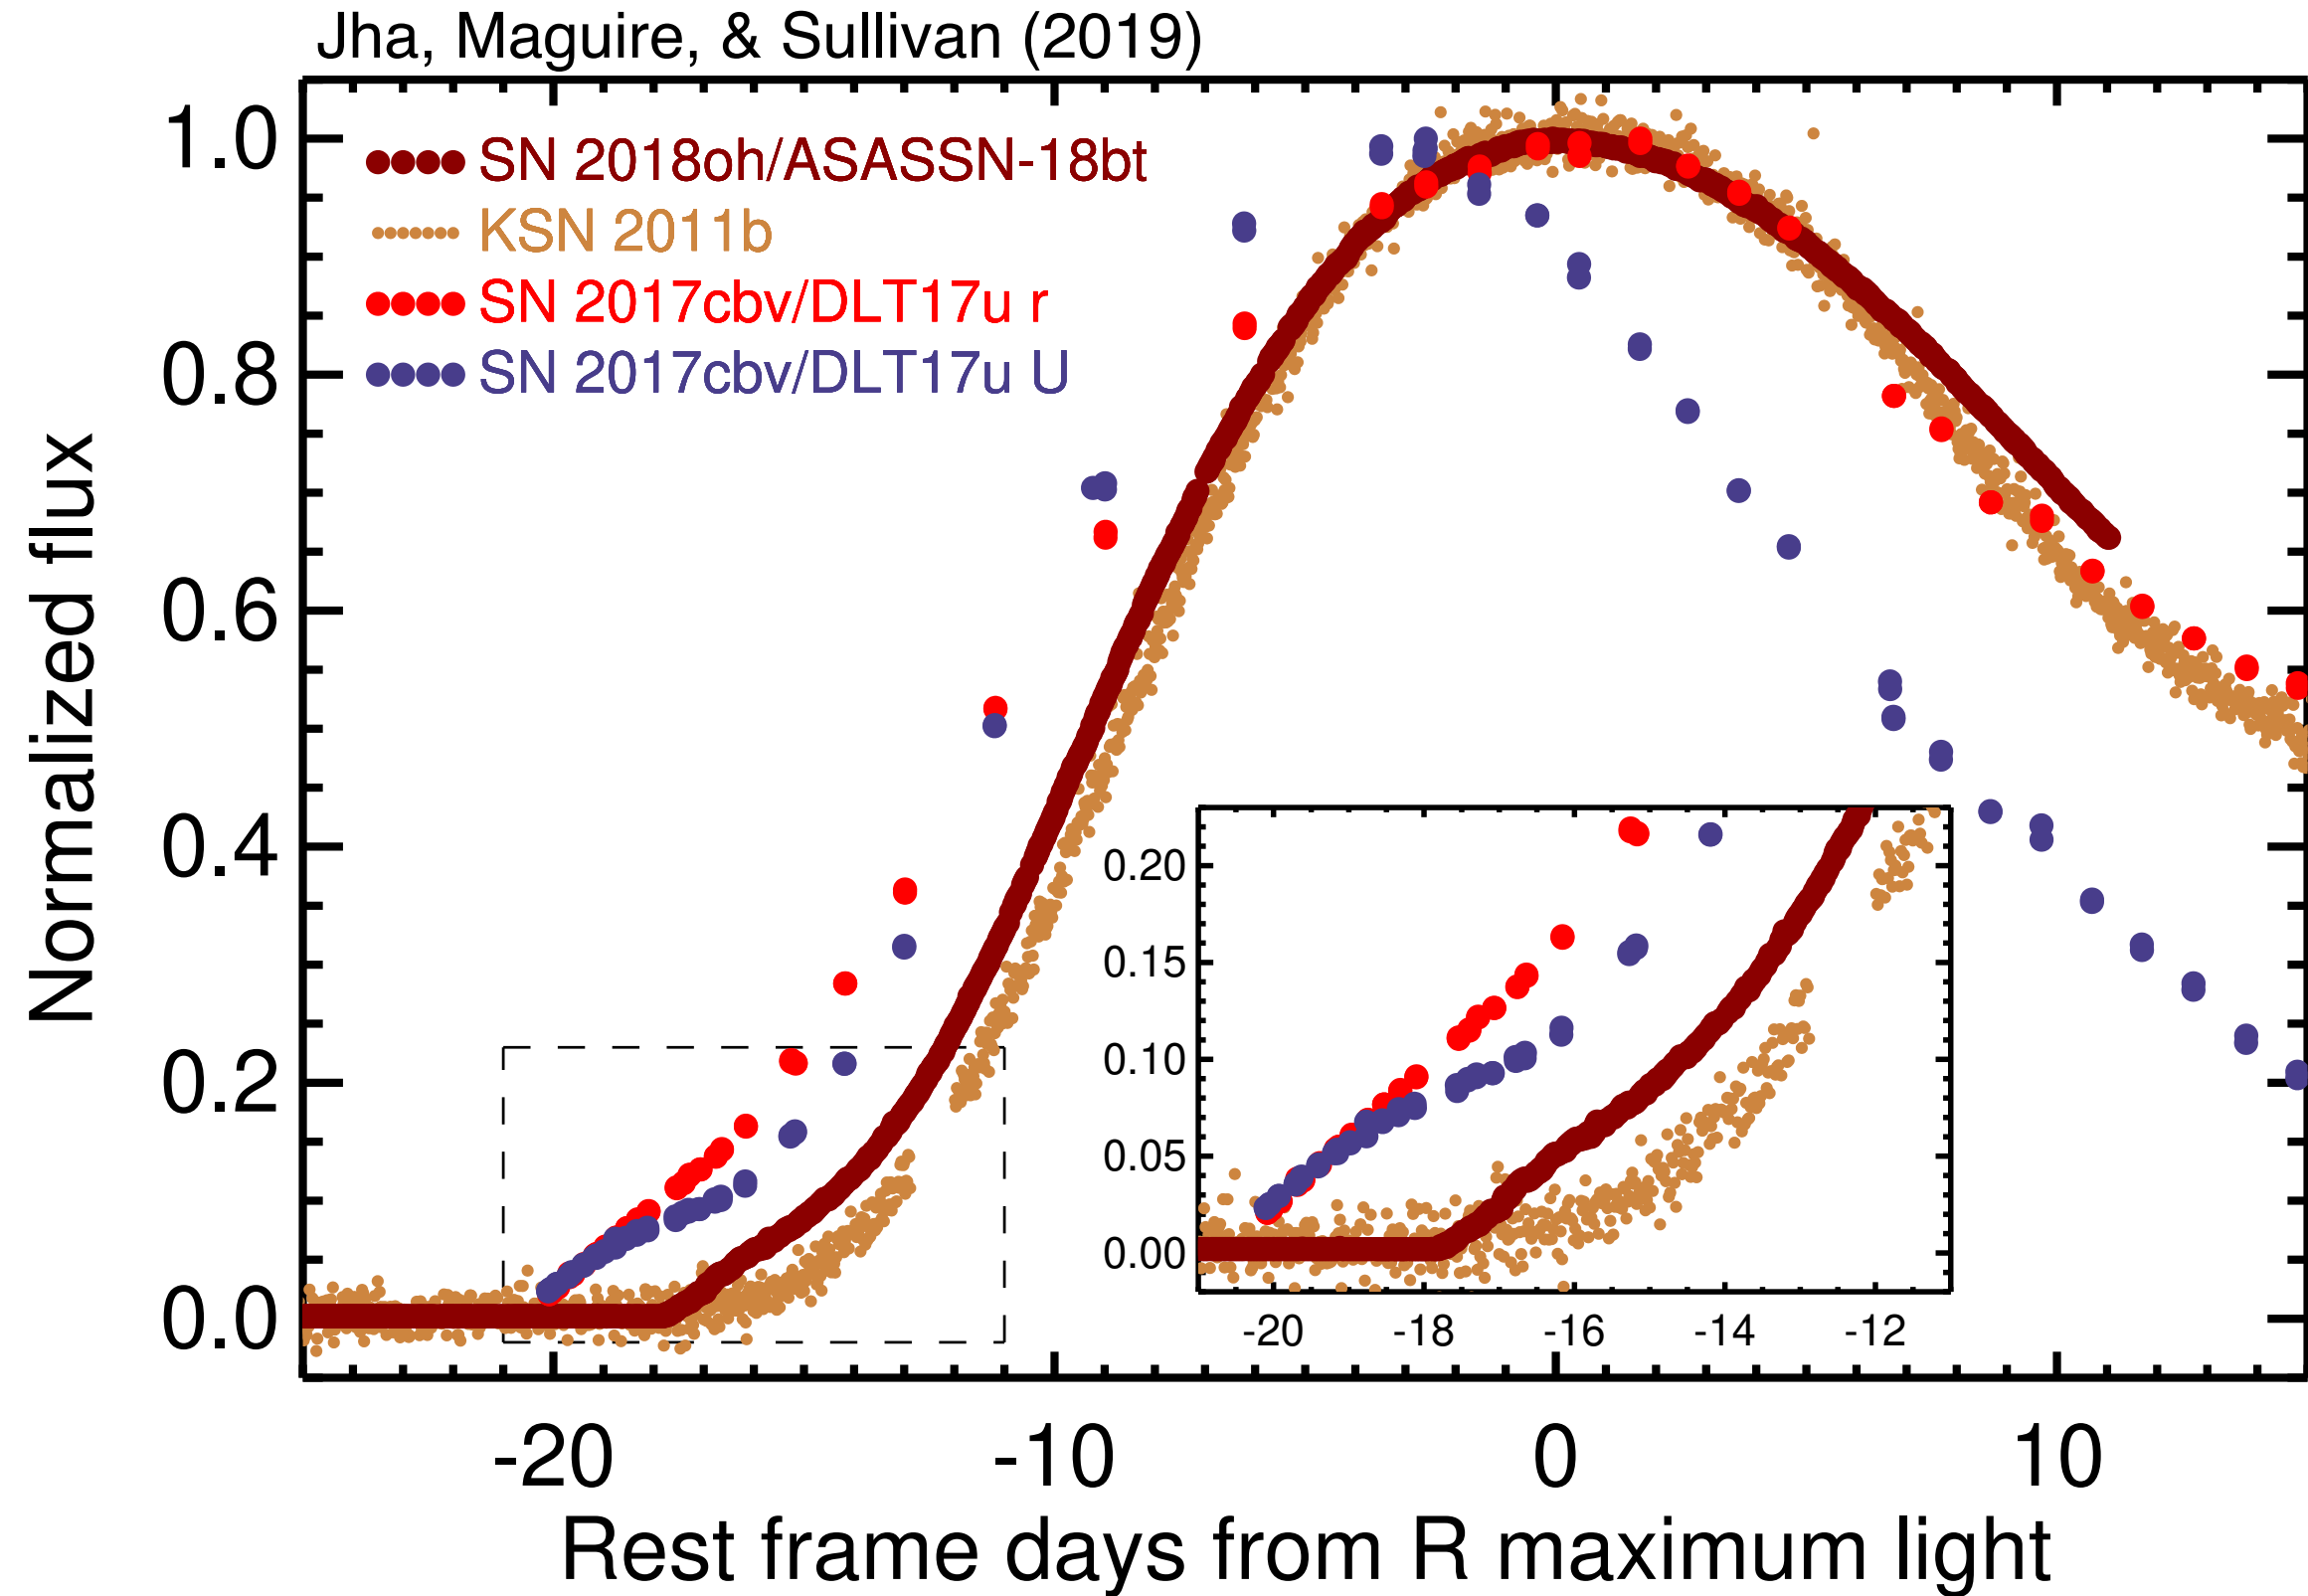 Jha, Maguire, & Sullivan (2019)
1.0
SN 2018oh/ASASSN-18bt
KSN 2011b
SN 2017cbv/DLT17u r
SN 2017cbv/DLT17u U
0.8
0.6
0.4
0.2
0.0
Normalized flux
0.20
0.15
0.10
0.05
0.00
-20 -18 -16 -14 -12
-20 -10 0 10
Rest frame days from R maximum light